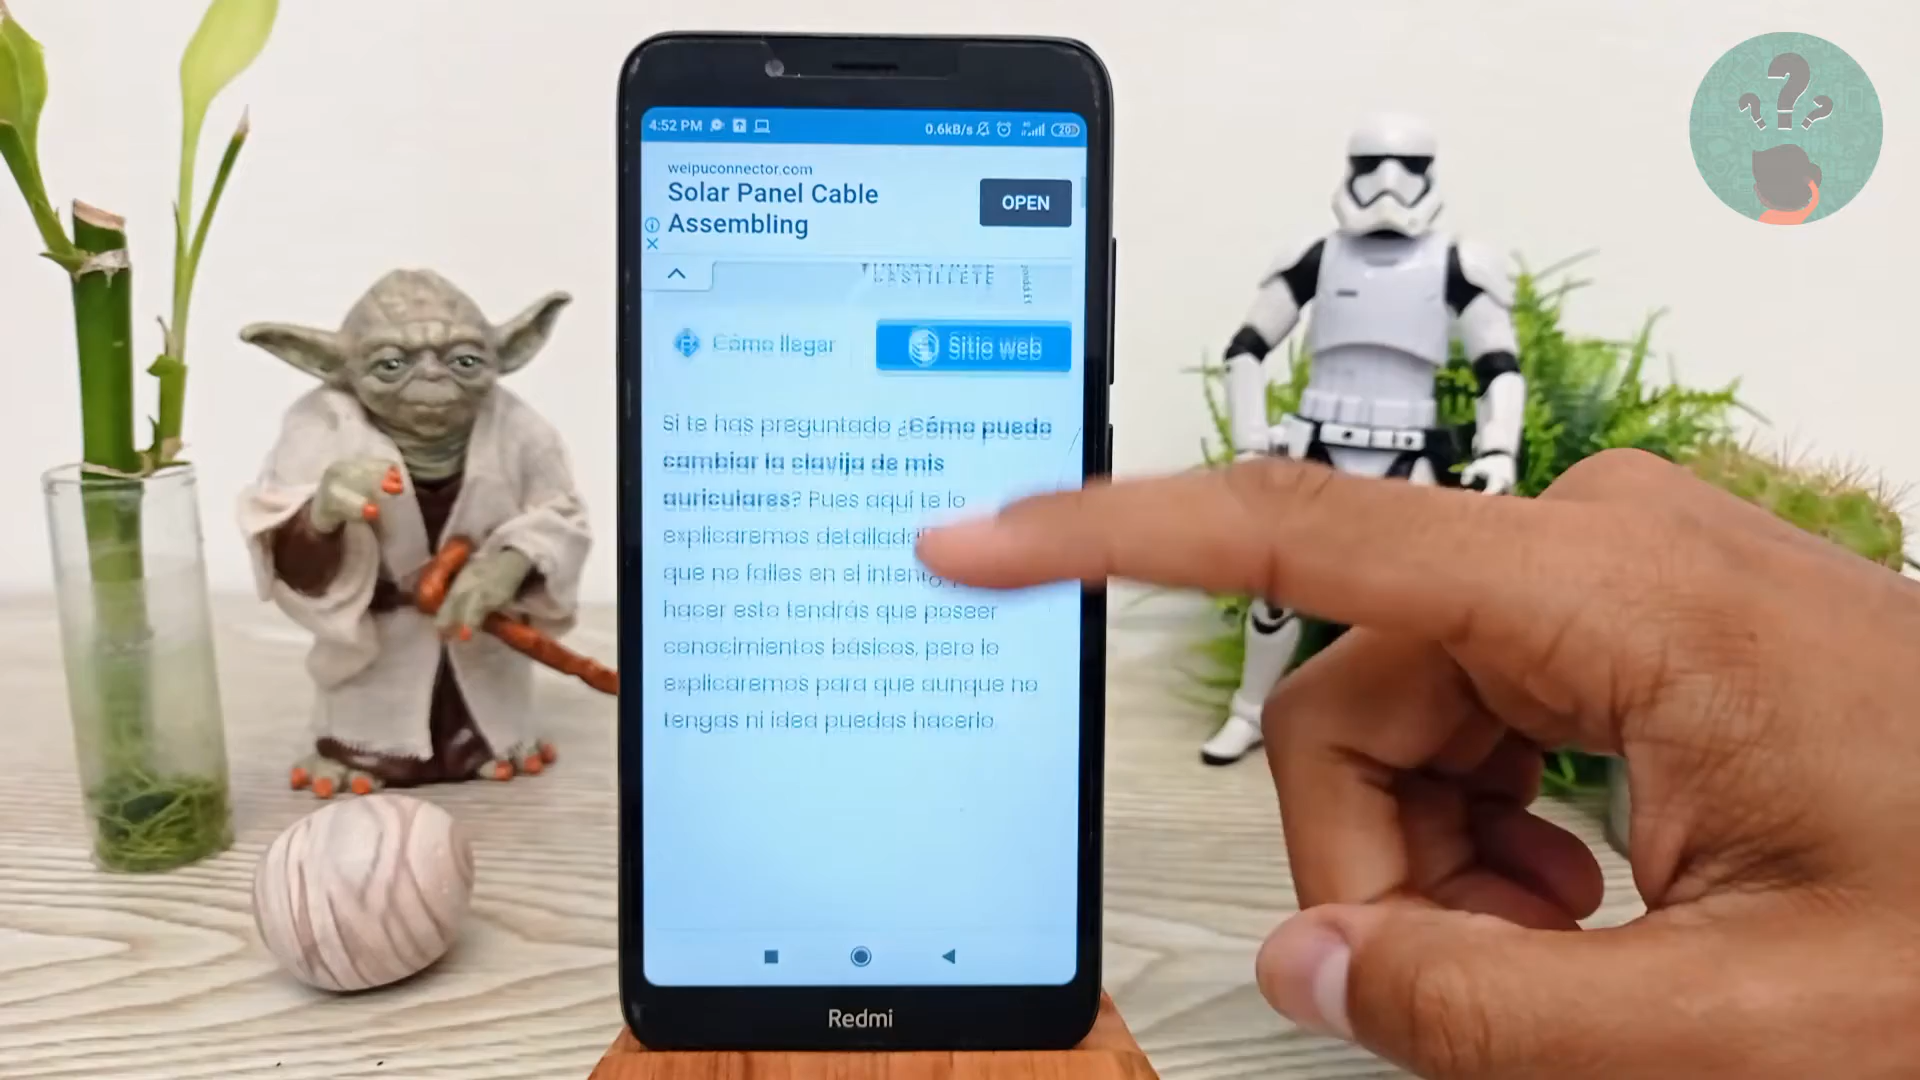 4:52 PM
0.6kB/s
20
weipuconnector.com
Solar Panel Cable
Assembling
OPEN
CASTILLETE
Cómo llegar
Sitio web
Si te has preguntado ¿Cómo puedo
cambiar la clavija de mis
auriculares? Pues aquí te lo
explicaremos
que no falles en el
hacer esto tendrás que poseer
conocimientos básicos, pero lo
explicaremos para que aunque no
tengas ni idea puedas hacerlo.
Redmi